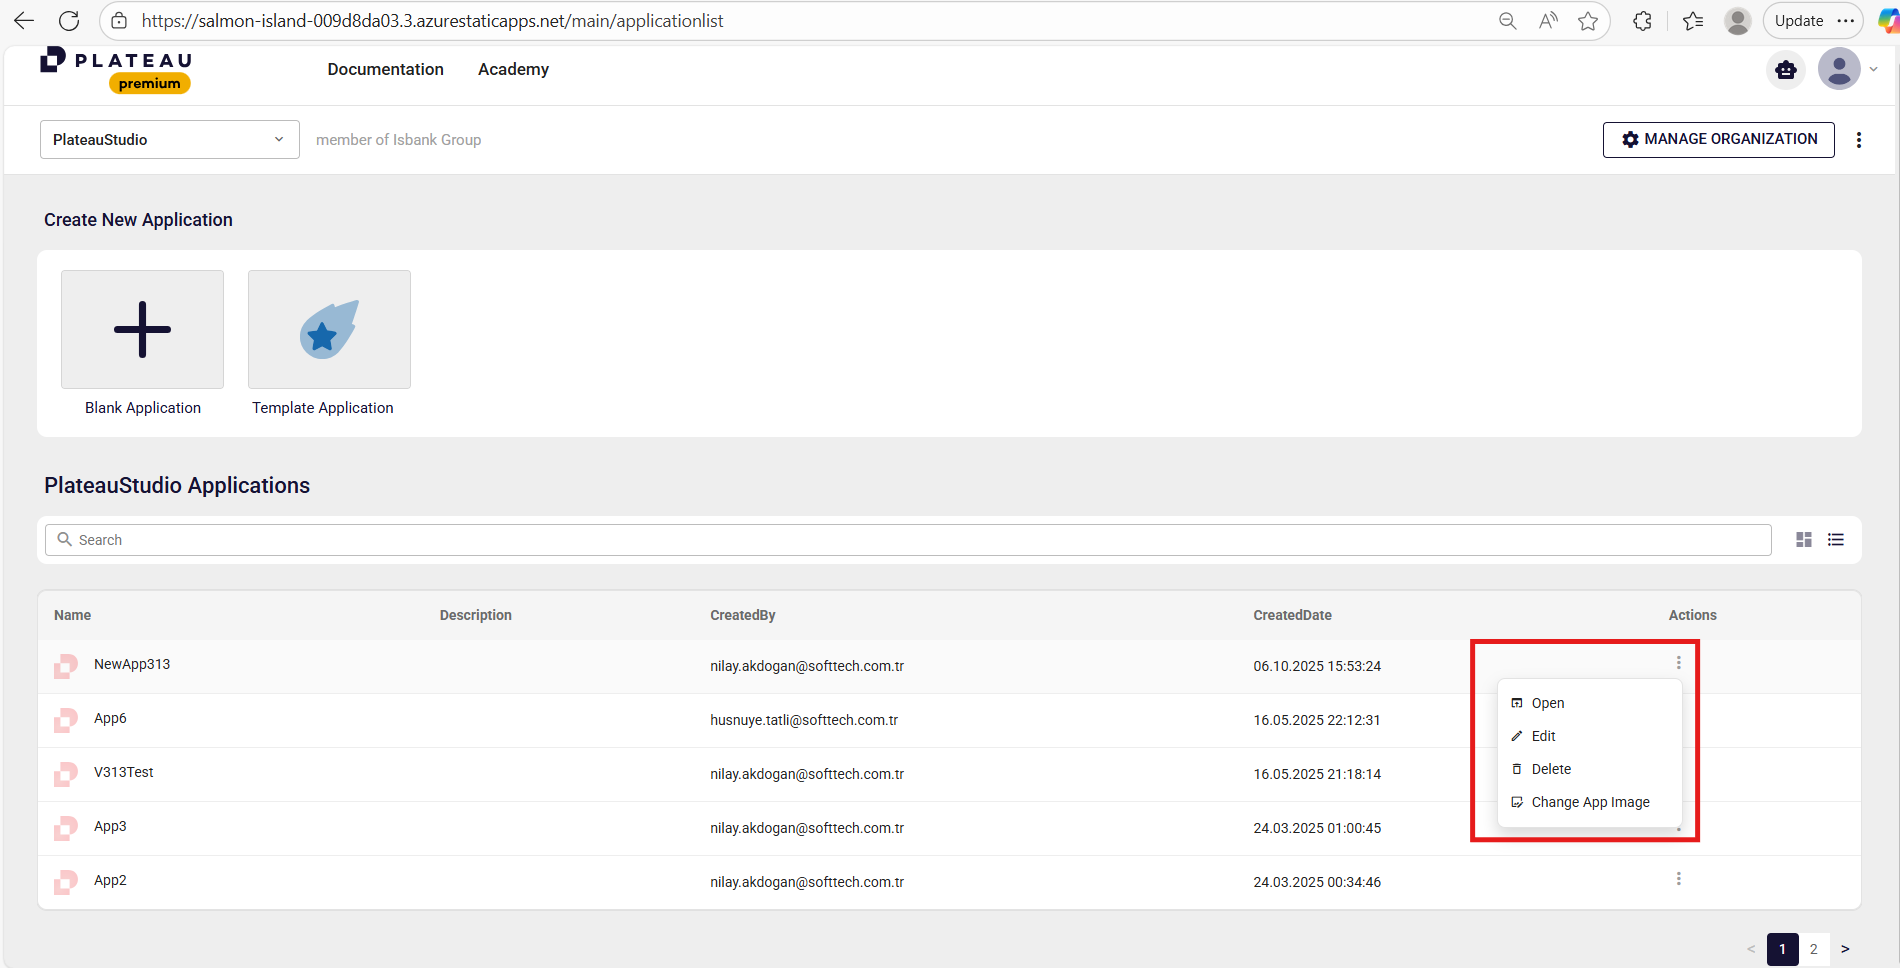 https://salmon-island-009d8da03.3.azurestaticapps.net/main/applicationlist
Update
PLATEAU
premium
Documentation
Academy
PlateauStudio
member of Isbank Group
MANAGE ORGANIZATION
Create New Application
Blank Application
Template Application
PlateauStudio Applications
Search
Name Description CreatedBy CreatedDate Actions
NewApp313 nilay.akdogan@softtech.com.tr 06.10.2025 15:53:24
App6 husnuye.tatli@softtech.com.tr 16.05.2025 22:12:31
V313Test nilay.akdogan@softtech.com.tr 16.05.2025 21:18:14
App3 nilay.akdogan@softtech.com.tr 24.03.2025 01:00:45
App2 nilay.akdogan@softtech.com.tr 24.03.2025 00:34:46
Open
Edit
Delete
Change App Image
< 1 2 >